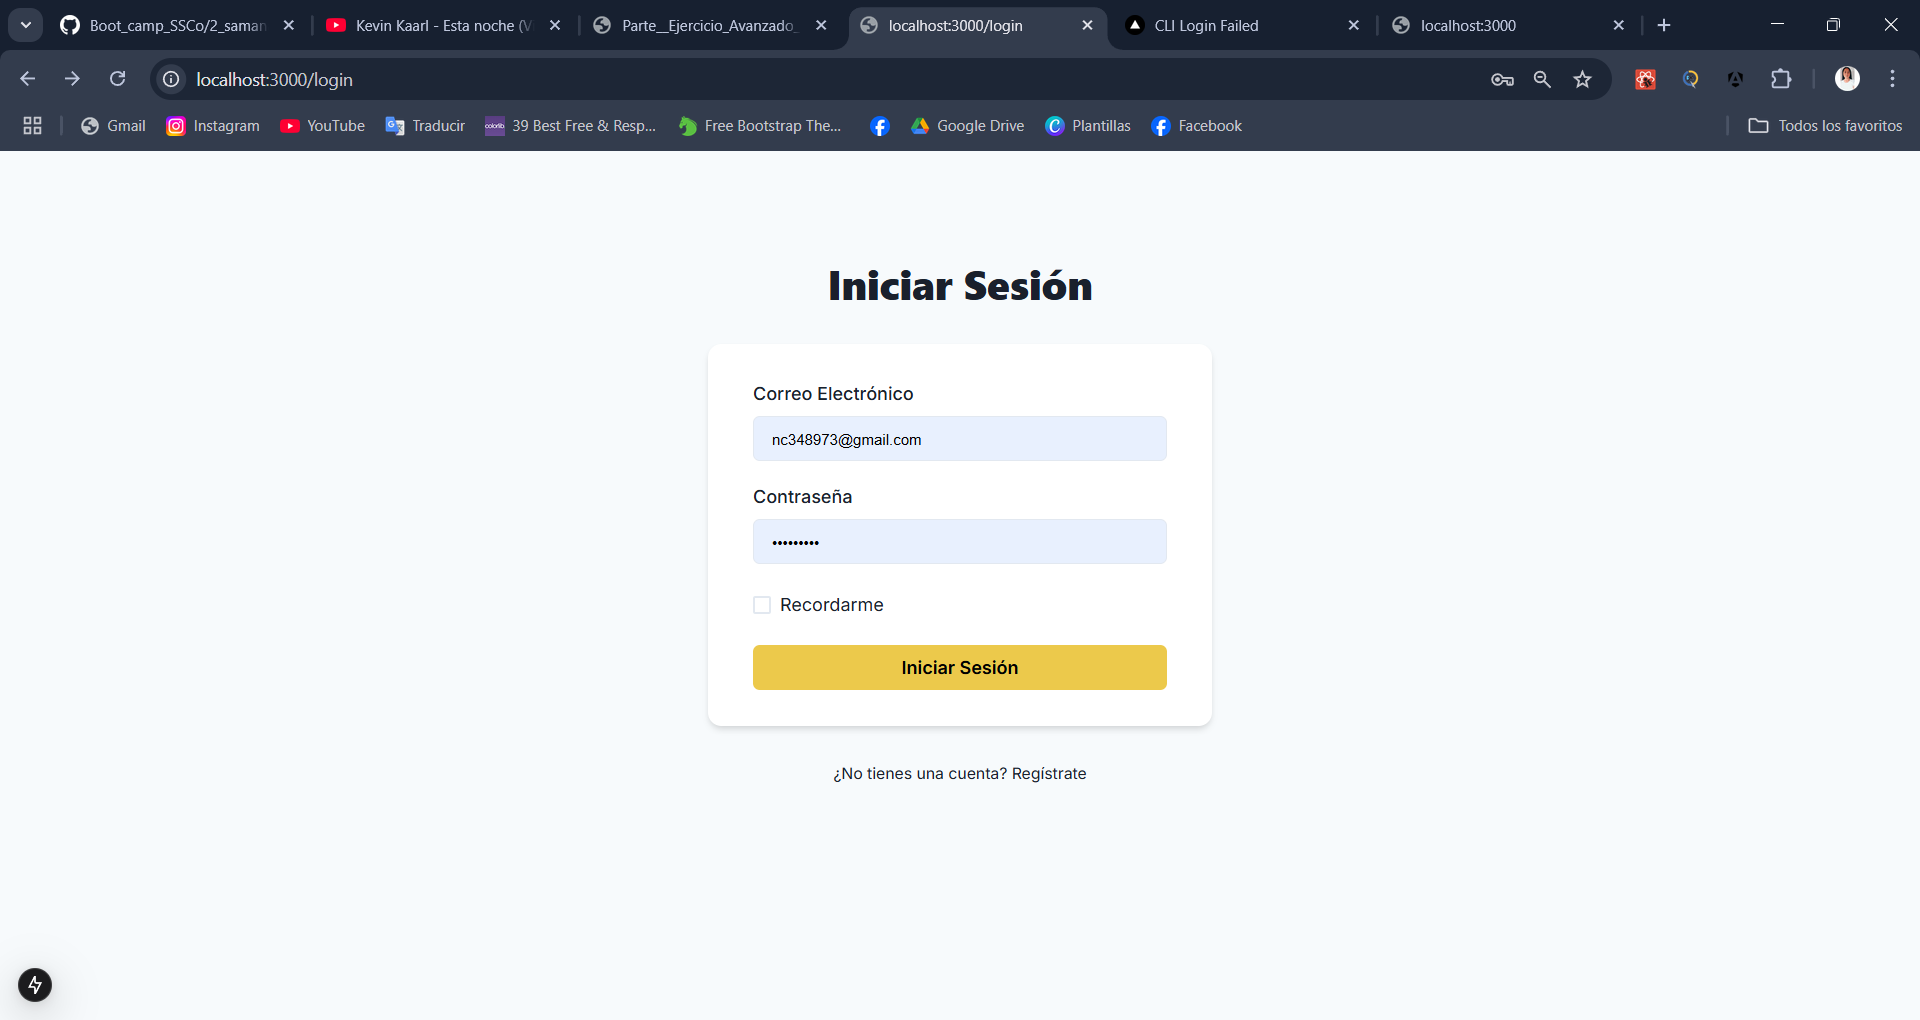 Boot_camp_SSCo/2_saman
Kevin Kaarl - Esta noche (V
Parte__Ejercicio_Avanzado_
localhost:3000/login
CLI Login Failed
localhost:3000
localhost:3000/login
Gmail
Instagram
YouTube
Traducir
colorlib
39 Best Free & Resp...
Free Bootstrap The...
Google Drive
Plantillas
Facebook
Todos los favoritos
Iniciar Sesión
Correo Electrónico
nc348973@gmail.com
Contraseña
•••••••••
Recordarme
Iniciar Sesión
¿No tienes una cuenta? Regístrate